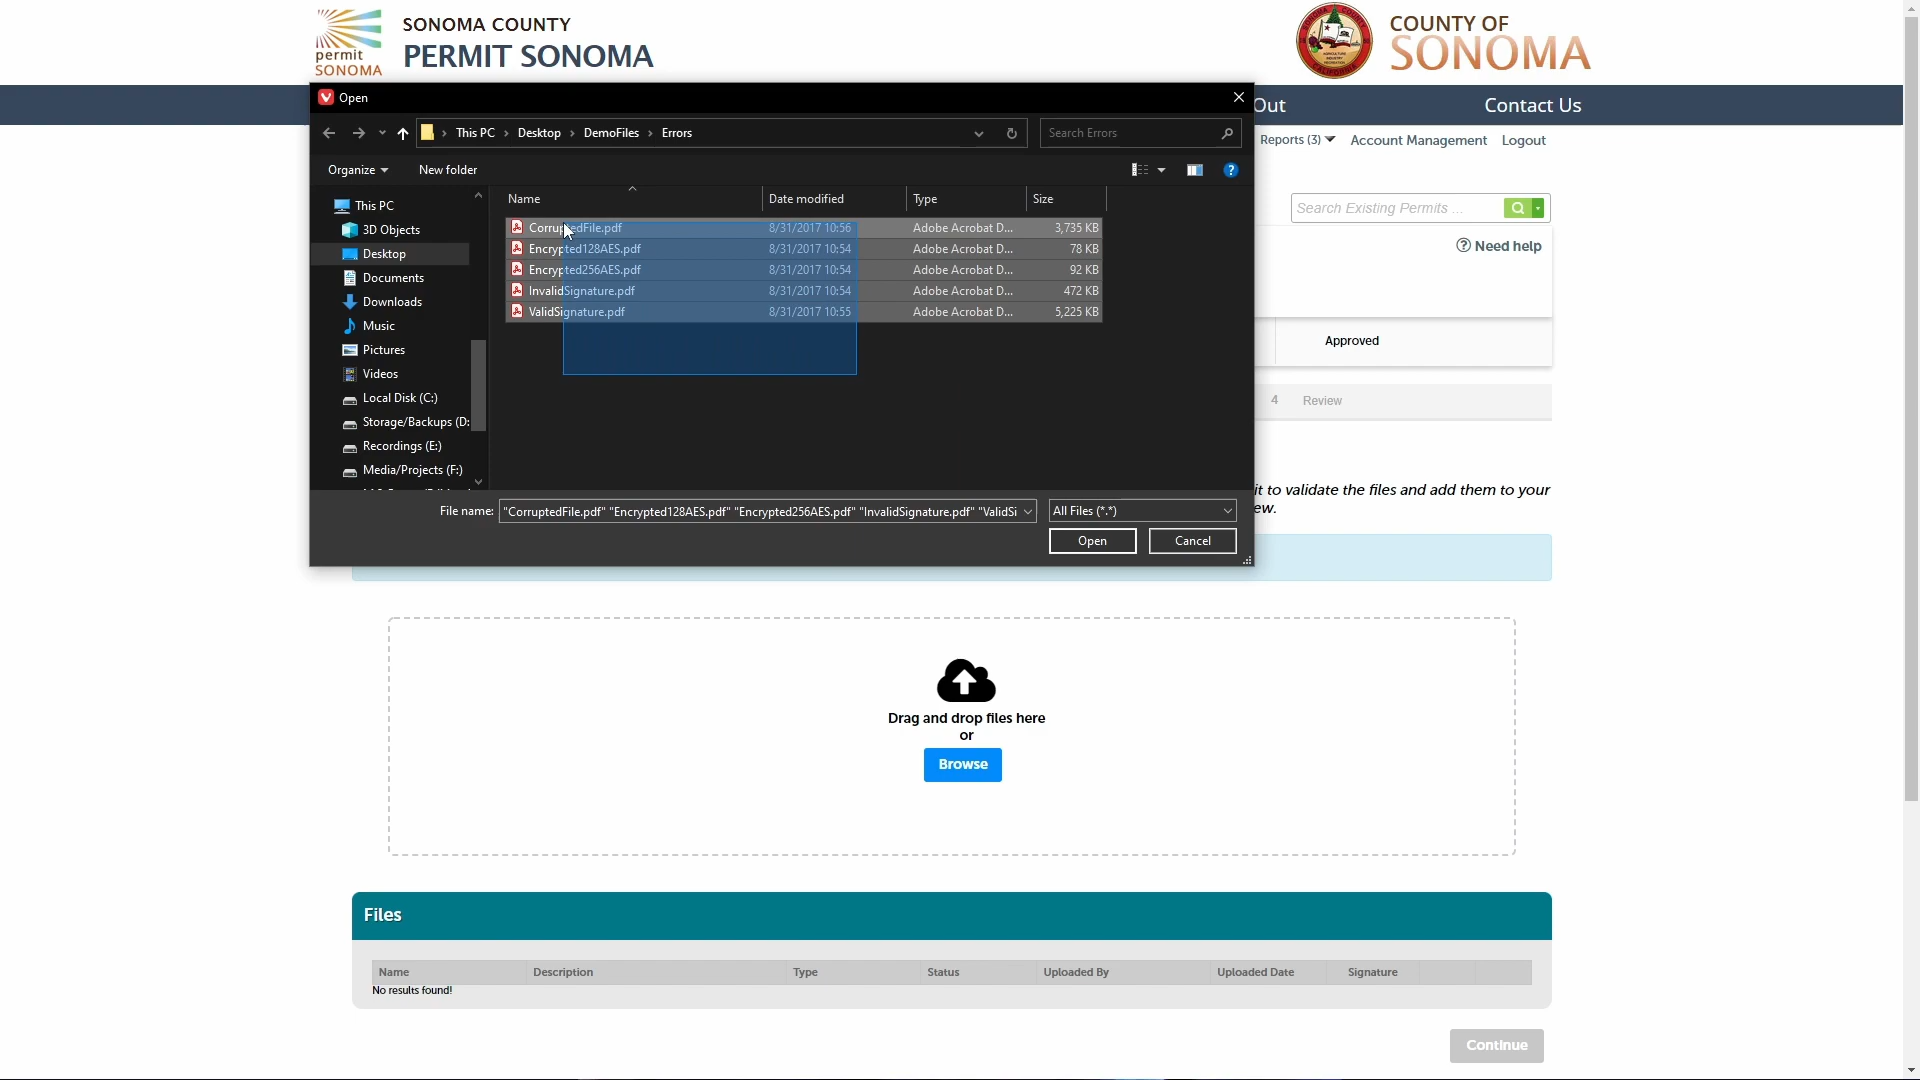 permit
SONOMA
SONOMA COUNTY
PERMIT SONOMA
COUNTY OF
SONOMA
Out
Contact Us
Reports (3)
Account Management
Logout
Search Existing Permits ...
Need help
Approved
4 Review
it to validate the files and add them to your
ew.
Open
This PC > Desktop > DemoFiles > Errors
Search Errors
Organize
New folder
This PC
3D Objects
Desktop
Documents
Downloads
Music
Pictures
Videos
Local Disk (C:)
Storage/Backups (D:
Recordings (E:)
Media/Projects (F:)
Name Date modified Type Size
CorruptedFile.pdf 8/31/2017 10:56 Adobe Acrobat D... 3,735 KB
Encrypted128AES.pdf 8/31/2017 10:54 Adobe Acrobat D... 78 KB
Encrypted256AES.pdf 8/31/2017 10:54 Adobe Acrobat D... 92 KB
InvalidSignature.pdf 8/31/2017 10:54 Adobe Acrobat D... 472 KB
ValidSignature.pdf 8/31/2017 10:55 Adobe Acrobat D... 5,225 KB
File name: "CorruptedFile.pdf" "Encrypted128AES.pdf" "Encrypted256AES.pdf" "InvalidSignature.pdf" "ValidSi
All Files (*.*)
Open
Cancel
Drag and drop files here
or
Browse
Files
Name Description Type Status Uploaded By Uploaded Date Signature
No results found!
Continue